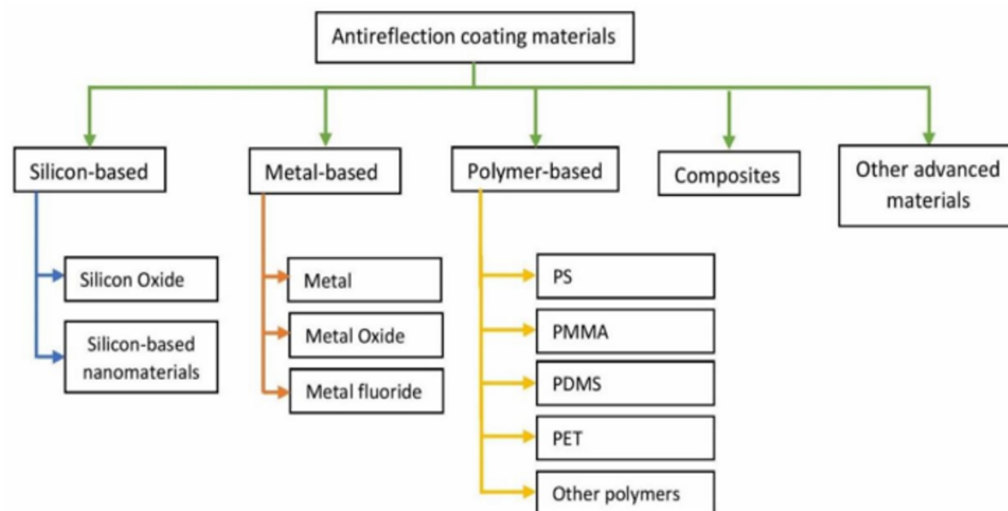 Antireflection coating materials
Silicon-based
Metal-based
Polymer-based
Composites
Other advanced
materials
Silicon Oxide
Silicon-based
nanomaterials
Metal
Metal Oxide
Metal fluoride
PS
PMMA
PDMS
PET
Other polymers